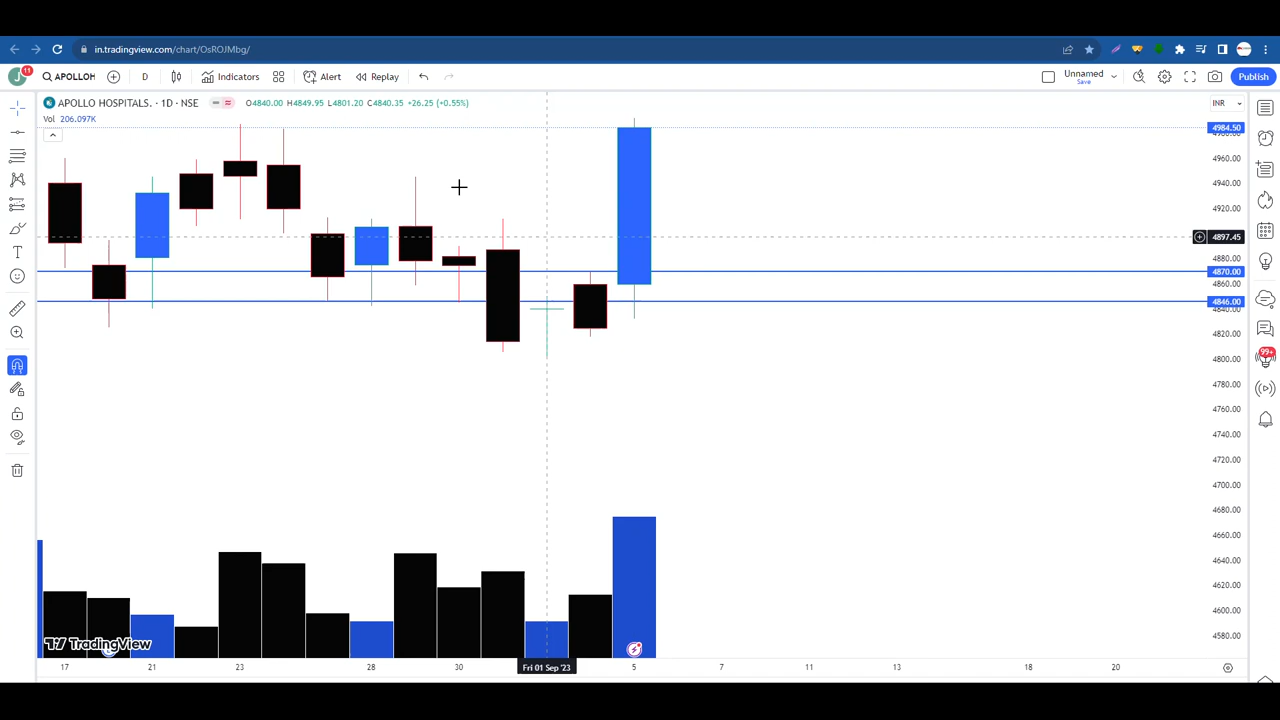 in.tradingview.com/chart/OsROJMbg/
J
11
APOLLOH
D
Indicators
Alert
Replay
Unnamed
Save
Publish
APOLLO HOSPITALS. · 1D · NSE
O4840.00 H4849.95 L4801.20 C4840.35 +26.25 (+0.55%)
INR
Vol 206.097K
4984.50
4960.00
4940.00
4920.00
4897.45
4880.00
4870.00
4860.00
4846.00
4840.00
4820.00
4800.00
4780.00
4760.00
4740.00
4720.00
4700.00
4680.00
4660.00
4640.00
4620.00
4600.00
4580.00
99+
TradingView
17
21
23
28
30
Fri 01 Sep '23
5
7
11
13
18
20